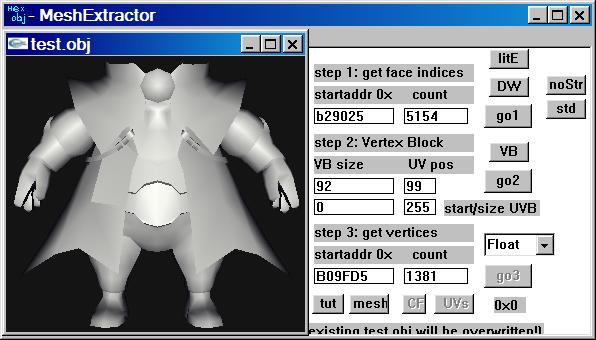 Hex
obj - MeshExtractor
test.obj
litE
step 1: get face indices
DW
noStr
startaddr 0x count
std
b29025 5154
go1
step 2: Vertex Block
VB
VB size UV pos
go2
92 99
0 255 start/size UVB
step 3: get vertices
Float
startaddr 0x count
B09FD5 1381
go3
tut mesh CF UVs 0x0
existing test.obj will be overwritten!)